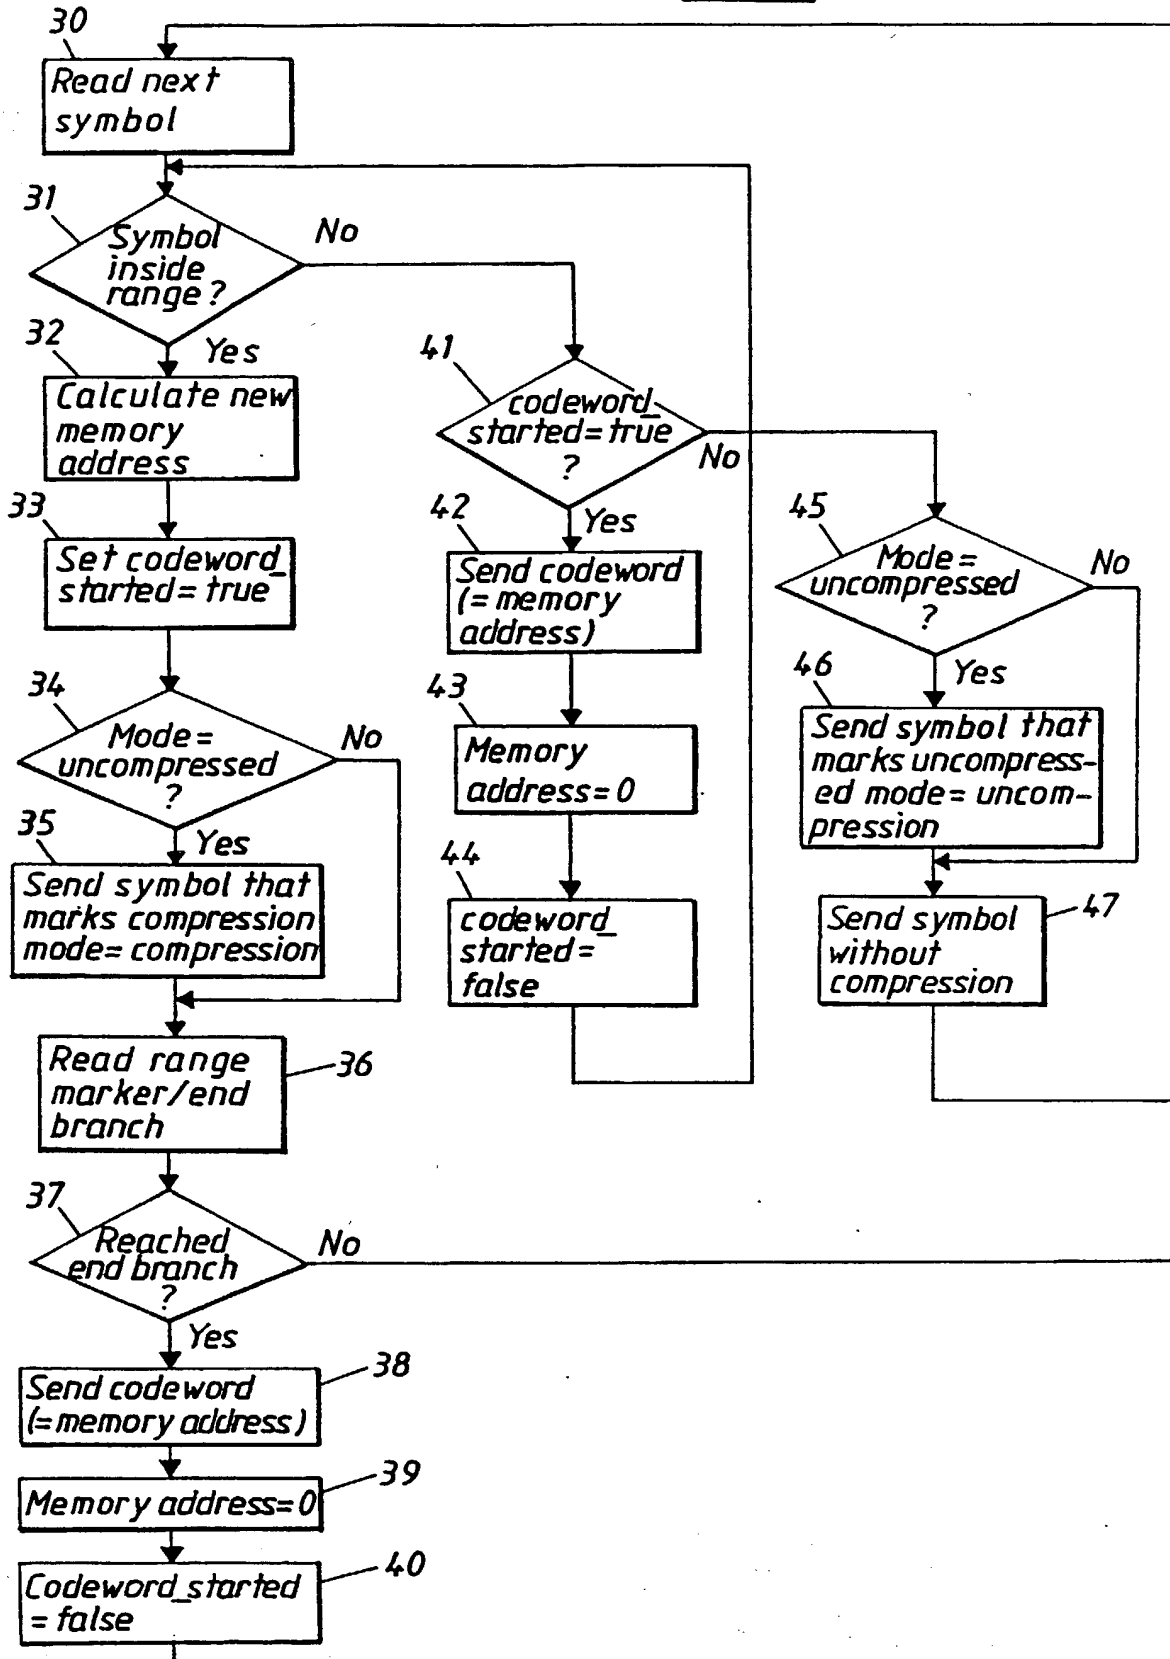 30
Read next
symbol
31
Symbol
inside
range?
No
Yes
32
Calculate new
memory
address
33
Set codeword_
started=true
34
Mode=
uncompressed
?
No
Yes
35
Send symbol that
marks compression
mode=compression
Read range
marker/end
branch
36
37
Reached
end branch
?
No
Yes
Send codeword
(=memory address)
38
Memory address=0
39
Codeword_started
=false
40
41
codeword_
started=true
?
No
Yes
42
Send codeword
(=memory
address)
43
Memory
address=0
44
codeword_
started=
false
45
Mode=
uncompressed
?
No
Yes
46
Send symbol that
marks uncompress-
ed mode=uncom-
pression
Send symbol
without
compression
47